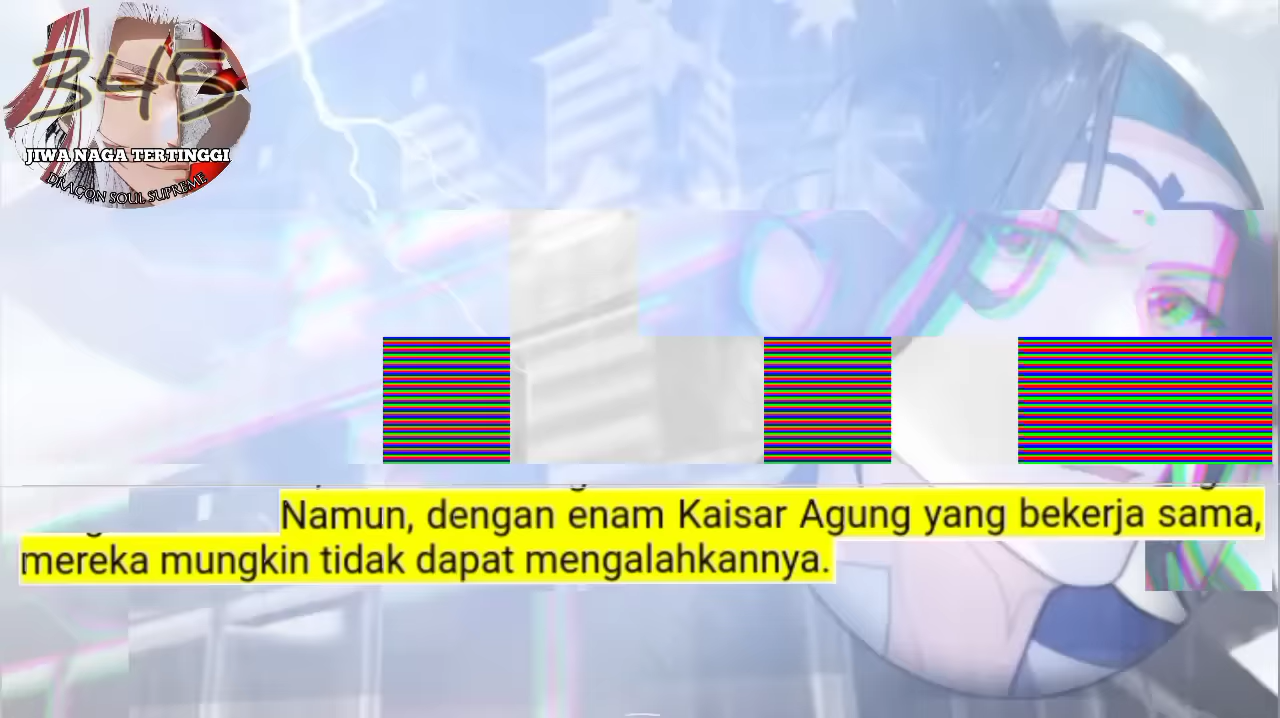 345
JIWA NAGA TERTINGGI
DRAGON SOUL SUPREME
Namun, dengan enam Kaisar Agung yang bekerja sama,
mereka mungkin tidak dapat mengalahkannya.